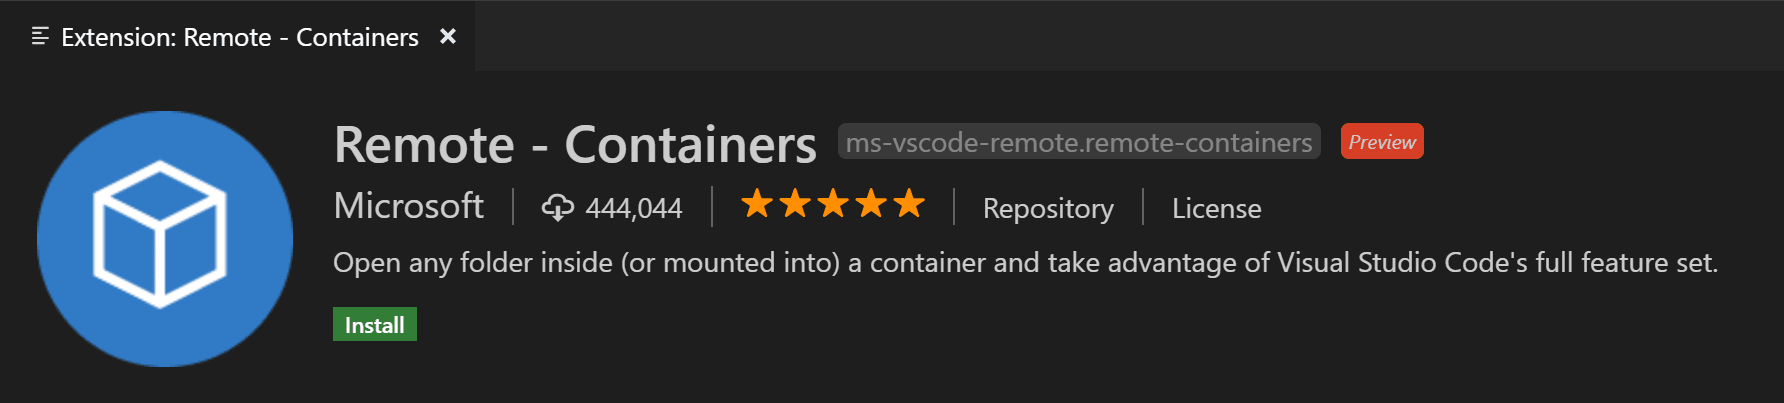 Extension: Remote - Containers
Remote - Containers ms-vscode-remote.remote-containers Preview
Microsoft 444,044 Repository License
Open any folder inside (or mounted into) a container and take advantage of Visual Studio Code's full feature set.
Install